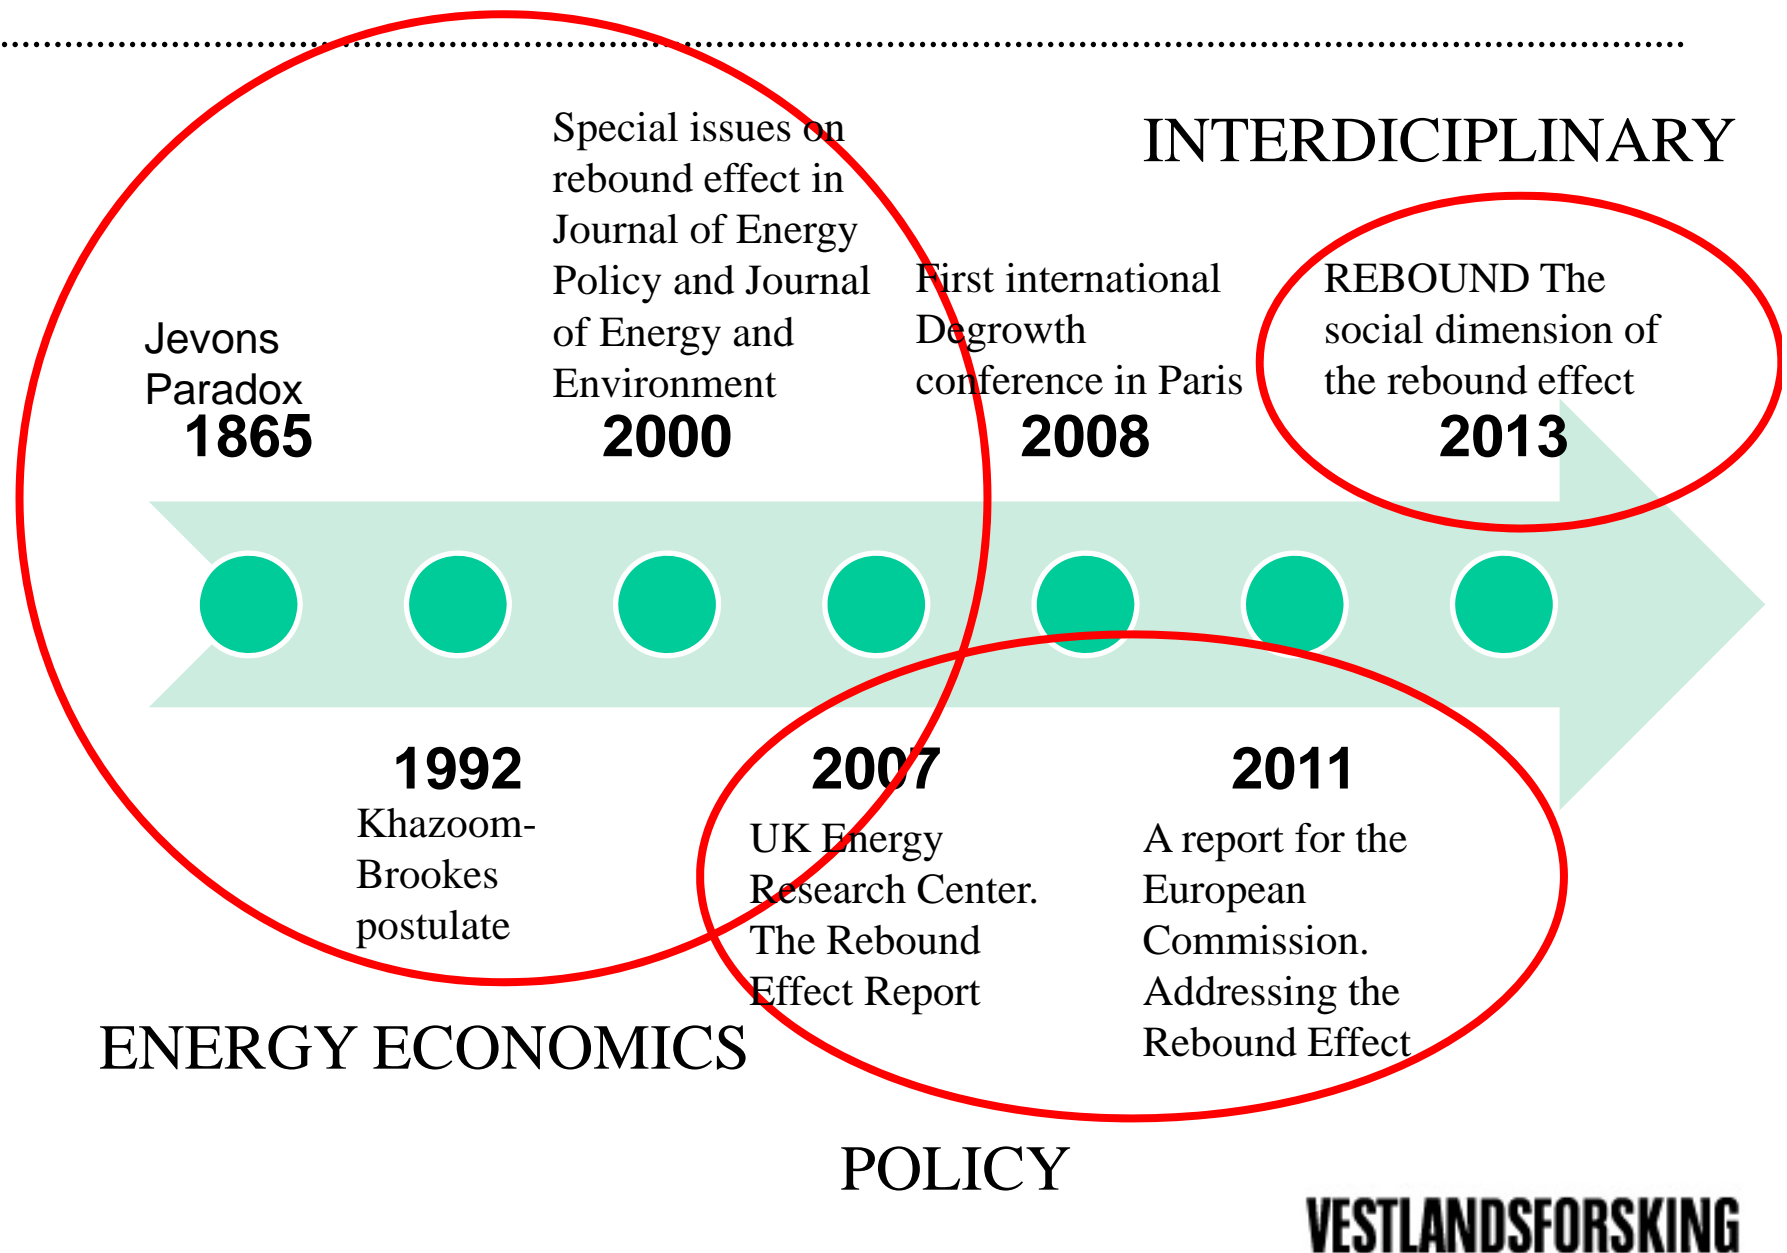 INTERDICIPLINARY
Jevons
Paradox
1865
Special issues on
rebound effect in
Journal of Energy
Policy and Journal
of Energy and
Environment
2000
First international
Degrowth
conference in Paris
2008
REBOUND The
social dimension of
the rebound effect
2013
1992
Khazoom-
Brookes
postulate
2007
UK Energy
Research Center.
The Rebound
Effect Report
2011
A report for the
European
Commission.
Addressing the
Rebound Effect
ENERGY ECONOMICS
POLICY
VESTLANDSFORSKING